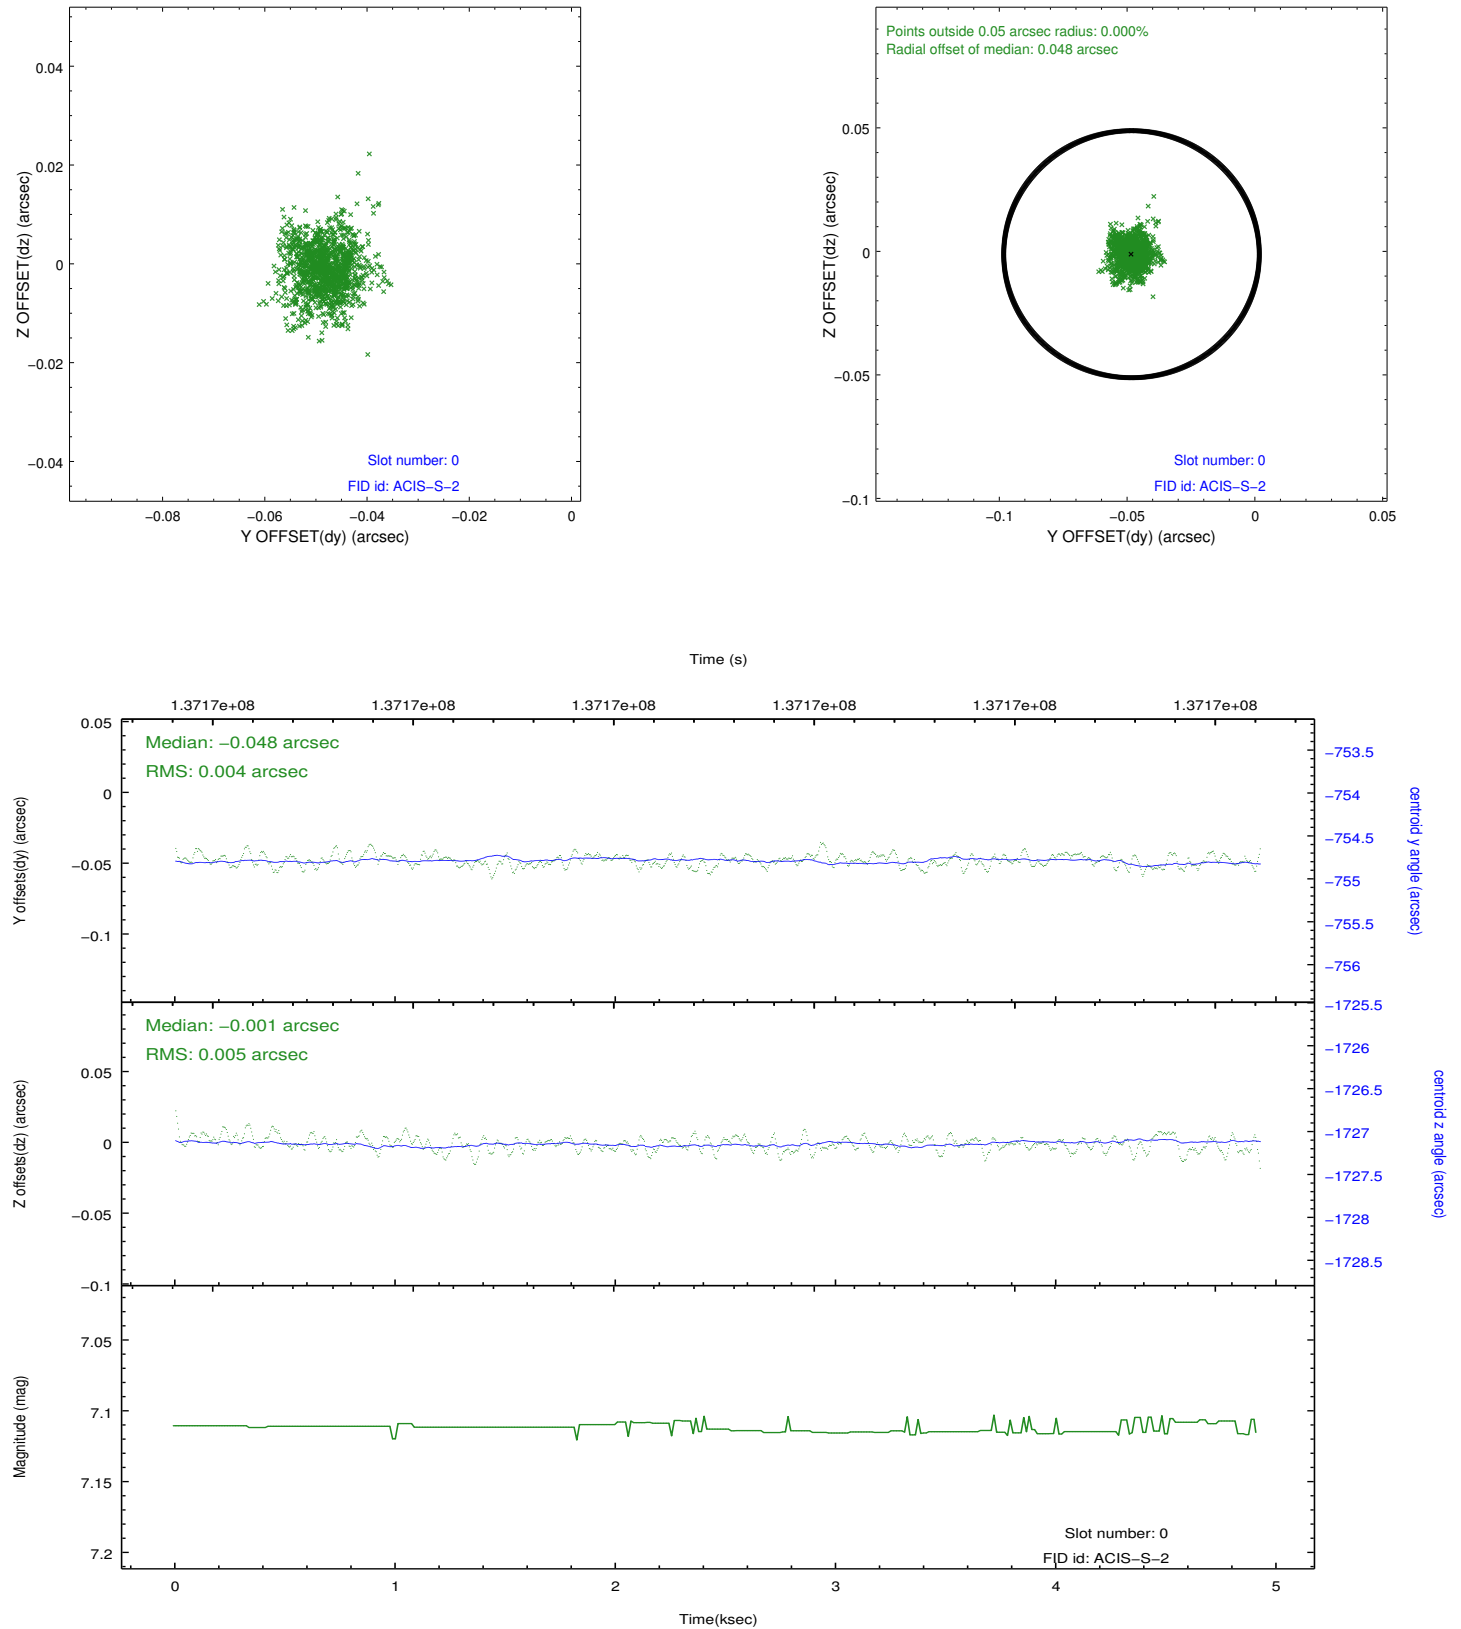 0.04
0.02
0
−0.02
−0.04
Z OFFSET(dz) (arcsec)
Slot number: 0
FID id: ACIS−S−2
−0.08
−0.06
−0.04
−0.02
0
Y OFFSET(dy) (arcsec)
Points outside 0.05 arcsec radius: 0.000%
Radial offset of median: 0.048 arcsec
0.05
0
−0.05
−0.1
Z OFFSET(dz) (arcsec)
Slot number: 0
FID id: ACIS−S−2
−0.1
−0.05
0
0.05
Y OFFSET(dy) (arcsec)
Time (s)
1.3717e+08
1.3717e+08
1.3717e+08
1.3717e+08
1.3717e+08
1.3717e+08
Median: −0.048 arcsec
RMS: 0.004 arcsec
0.05
0
−0.05
−0.1
Y offsets(dy) (arcsec)
−753.5
−754
−754.5
−755
−755.5
−756
centroid y angle (arcsec)
Median: −0.001 arcsec
RMS: 0.005 arcsec
0.05
0
−0.05
−0.1
Z offsets(dz) (arcsec)
−1725.5
−1726
−1726.5
−1727
−1727.5
−1728
−1728.5
centroid z angle (arcsec)
7.05
7.1
7.15
7.2
Magnitude (mag)
Slot number: 0
FID id: ACIS−S−2
0
1
2
3
4
5
Time(ksec)